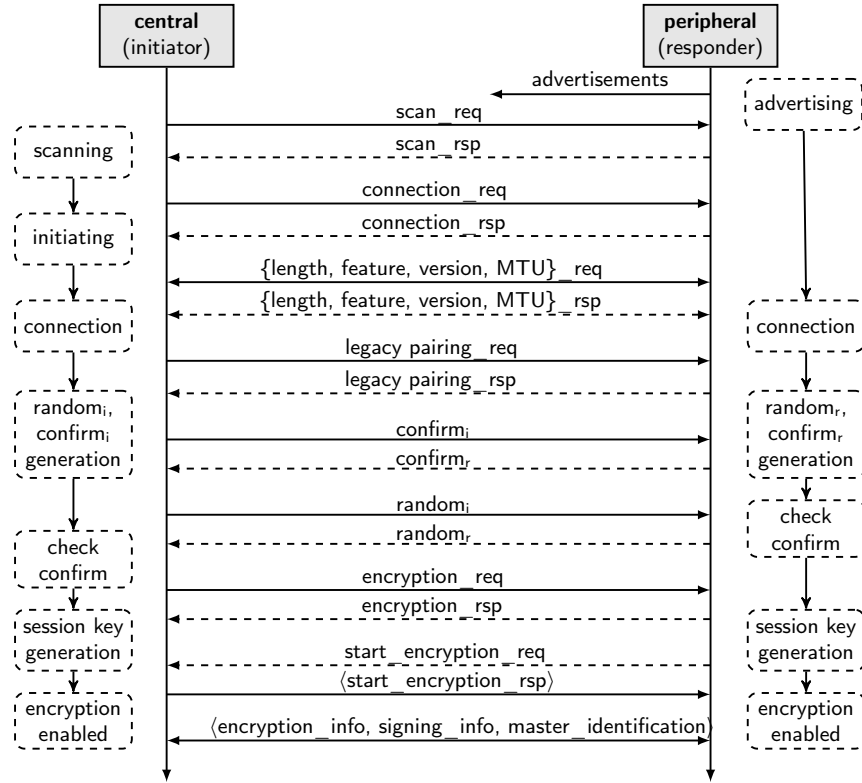 central
(initiator)
peripheral
(responder)
advertisements
advertising
scan_req
scanning
scan_rsp
connection_req
connection_rsp
initiating
{length, feature, version, MTU}_req
{length, feature, version, MTU}_rsp
connection
connection
legacy pairing_req
legacy pairing_rsp
randomᵢ,
confirmᵢ
generation
randomᵣ,
confirmᵣ
generation
confirmᵢ
confirmᵣ
randomᵢ
randomᵣ
check
confirm
check
confirm
encryption_req
encryption_rsp
session key
generation
session key
generation
start_encryption_req
⟨start_encryption_rsp⟩
encryption
enabled
encryption
enabled
⟨encryption_info, signing_info, master_identification⟩